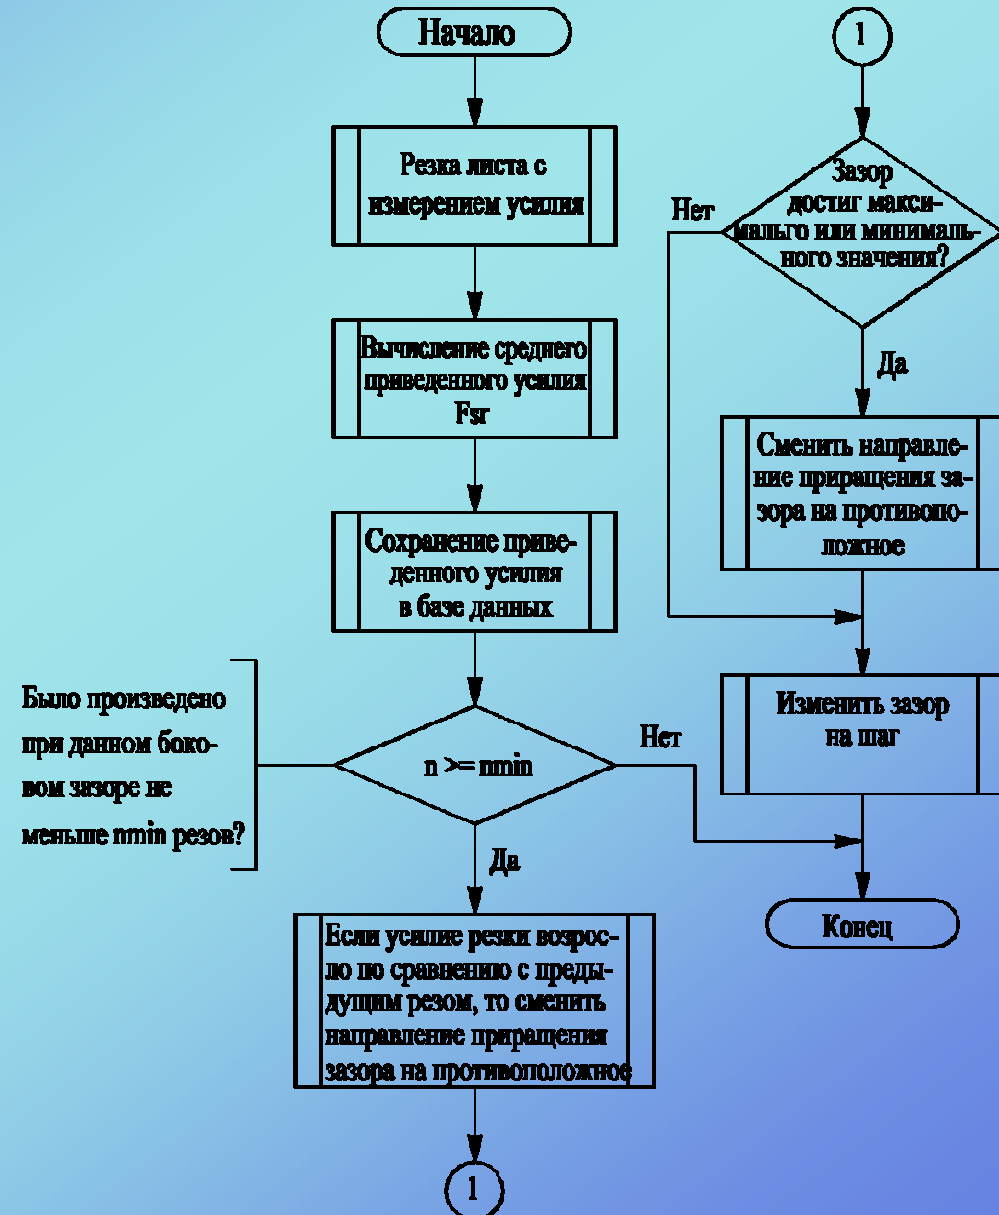 Начало
Резка листа с
измерением усилия
Вычисление среднего
приведенного усилия
Fsr
Сохранение приве-
денного усилия
в базе данных
Было произведено
при данном боко-
вом зазоре не
меньше nmin резов?
n >= nmin
Нет
Да
Если усилие резки возрос-
ло по сравнению с преды-
дущим резом, то сменить
направление приращения
зазора на противоположное
1
1
Зазор
достиг макси-
мальго или минималь-
ного значения?
Нет
Да
Сменить направле-
ние приращения за-
зора на противопо-
ложное
Изменить зазор
на шаг
Конец